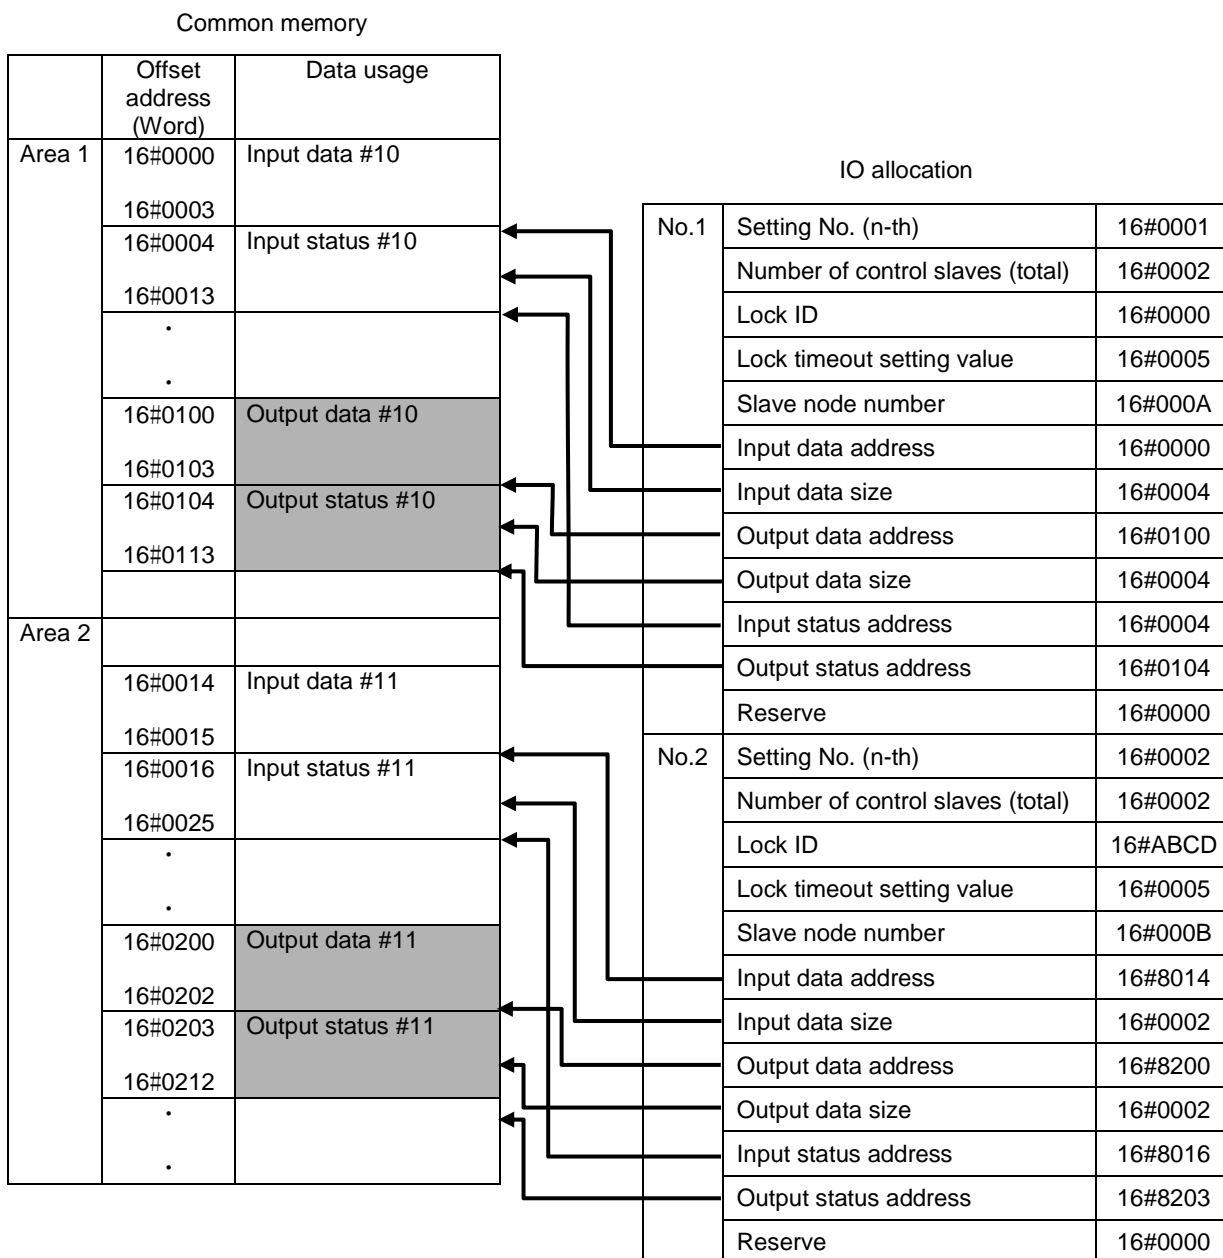 Common memory
Offset address (Word) Data usage
Area 1 16#0000 Input data #10
16#0003
16#0004 Input status #10
16#0013
.
.
16#0100 Output data #10
16#0103
16#0104 Output status #10
16#0113
Area 2
16#0014 Input data #11
16#0015
16#0016 Input status #11
16#0025
.
.
16#0200 Output data #11
16#0202
16#0203 Output status #11
16#0212
.
.
IO allocation
No.1 Setting No. (n-th) 16#0001
Number of control slaves (total) 16#0002
Lock ID 16#0000
Lock timeout setting value 16#0005
Slave node number 16#000A
Input data address 16#0000
Input data size 16#0004
Output data address 16#0100
Output data size 16#0004
Input status address 16#0004
Output status address 16#0104
Reserve 16#0000
No.2 Setting No. (n-th) 16#0002
Number of control slaves (total) 16#0002
Lock ID 16#ABCD
Lock timeout setting value 16#0005
Slave node number 16#000B
Input data address 16#8014
Input data size 16#0002
Output data address 16#8200
Output data size 16#0002
Input status address 16#8016
Output status address 16#8203
Reserve 16#0000